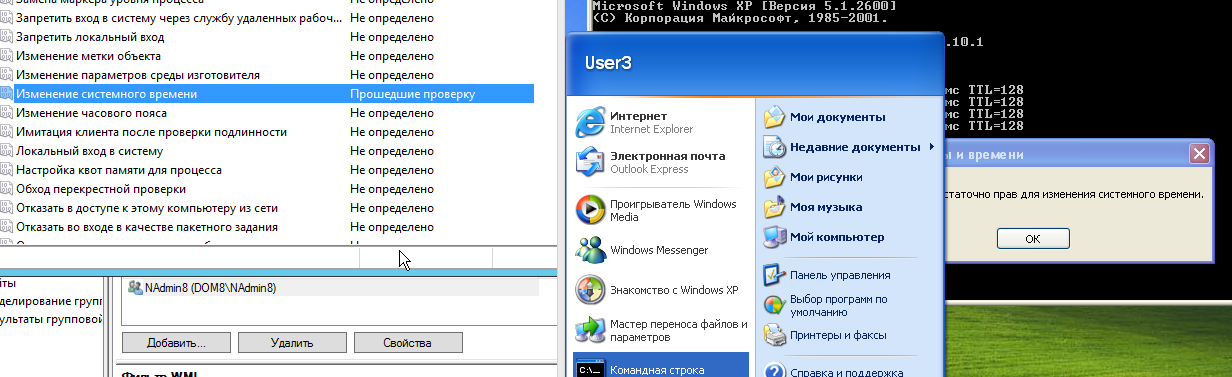 Замена маркера уровня процесса
Не определено
Запретить вход в систему через службу удаленных рабоч...
Не определено
Запретить локальный вход
Не определено
Изменение метки объекта
Не определено
Изменение параметров среды изготовителя
Не определено
Изменение системного времени
Прошедшие проверку
Изменение часового пояса
Не определено
Имитация клиента после проверки подлинности
Не определено
Локальный вход в систему
Не определено
Настройка квот памяти для процесса
Не определено
Обход перекрестной проверки
Не определено
Отказать в доступе к этому компьютеру из сети
Не определено
Отказать во входе в качестве пакетного задания
Не определено
йты
оделирование групп
ультаты групповой
NAdmin8 (DOM8\NAdmin8)
Добавить...
Удалить
Свойства
Фильтр WMI
Microsoft Windows XP [Версия 5.1.2600]
(C) Корпорация Майкрософт, 1985-2001.
.10.1
мс TTL=128
мс TTL=128
мс TTL=128
мс TTL=128
User3
Интернет
Internet Explorer
Электронная почта
Outlook Express
Проигрыватель Windows
Media
Windows Messenger
Знакомство с Windows XP
Мастер переноса файлов и
параметров
Командная строка
Мои документы
Недавние документы
Мои рисунки
Моя музыка
Мой компьютер
Панель управления
Выбор программ по
умолчанию
Принтеры и факсы
Справка и поддержка
ы и времени
статочно прав для изменения системного времени.
OK